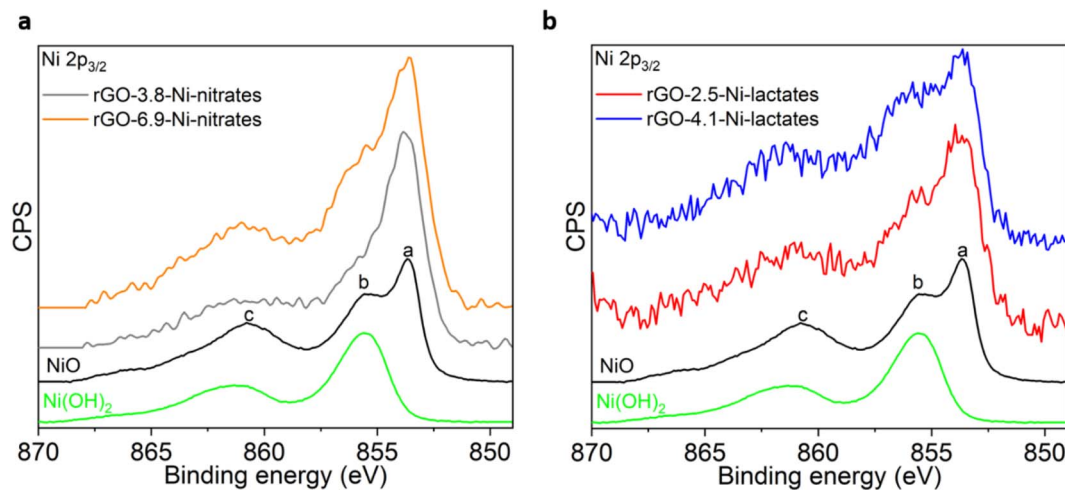 a
Ni 2p3/2
rGO-3.8-Ni-nitrates
rGO-6.9-Ni-nitrates
CPS
a
b
c
NiO
Ni(OH)2
870 865 860 855 850
Binding energy (eV)
b
Ni 2p3/2
rGO-2.5-Ni-lactates
rGO-4.1-Ni-lactates
CPS
a
b
c
NiO
Ni(OH)2
870 865 860 855 850
Binding energy (eV)